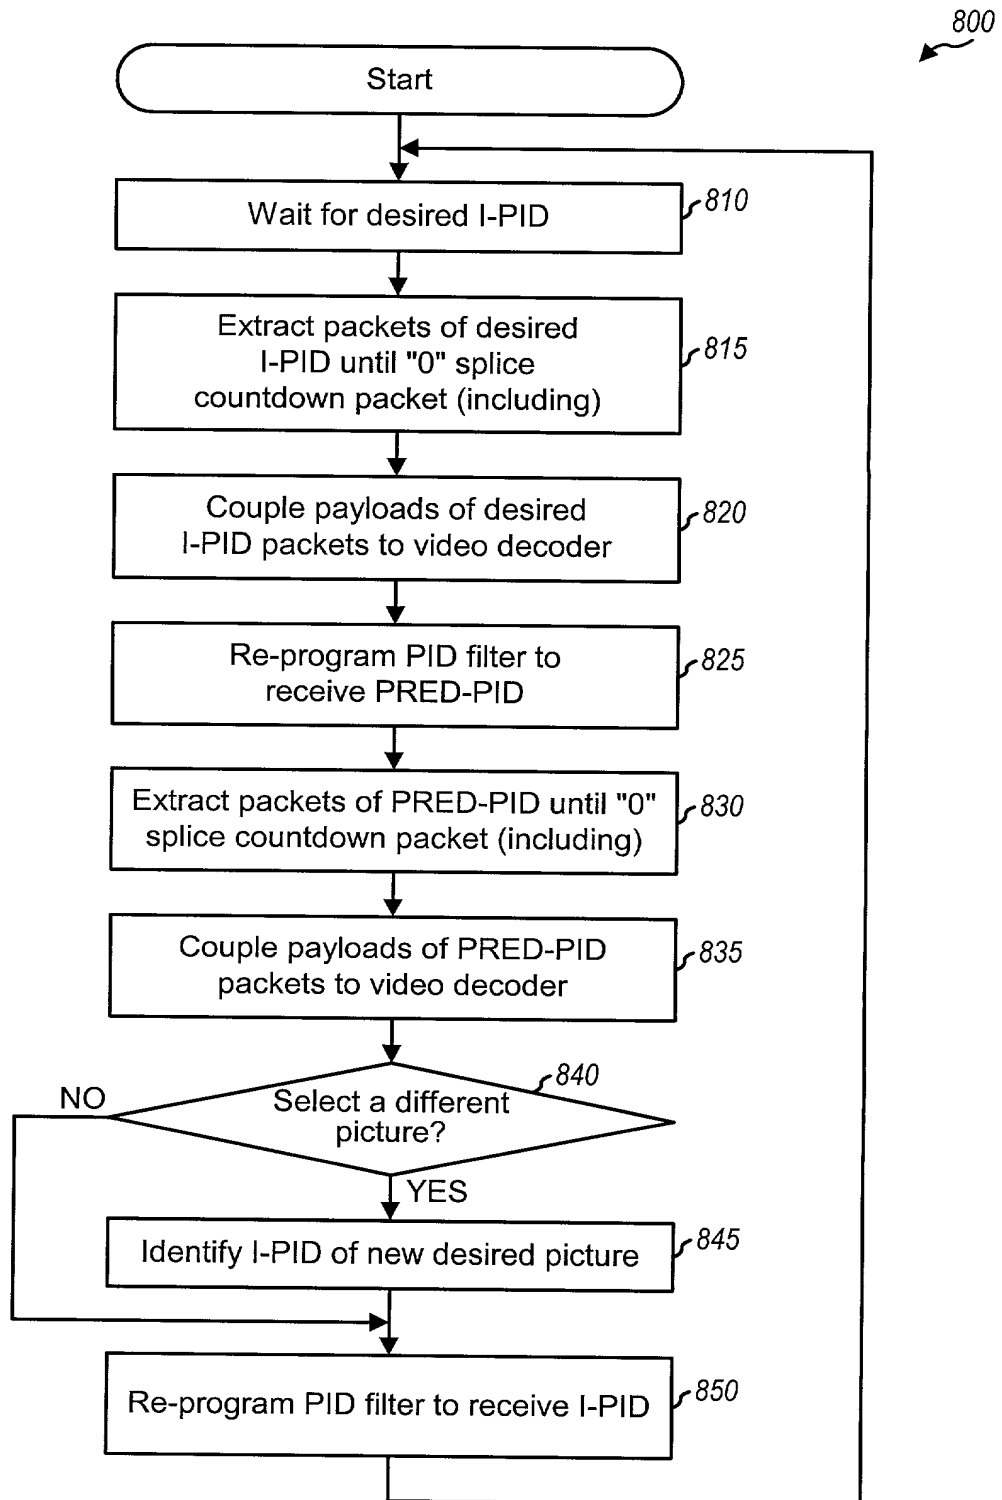 800
Start
Wait for desired I-PID
810
Extract packets of desired
I-PID until "0" splice
countdown packet (including)
815
Couple payloads of desired
I-PID packets to video decoder
820
Re-program PID filter to
receive PRED-PID
825
Extract packets of PRED-PID until "0"
splice countdown packet (including)
830
Couple payloads of PRED-PID
packets to video decoder
835
840
NO
Select a different
picture?
YES
Identify I-PID of new desired picture
845
Re-program PID filter to receive I-PID
850